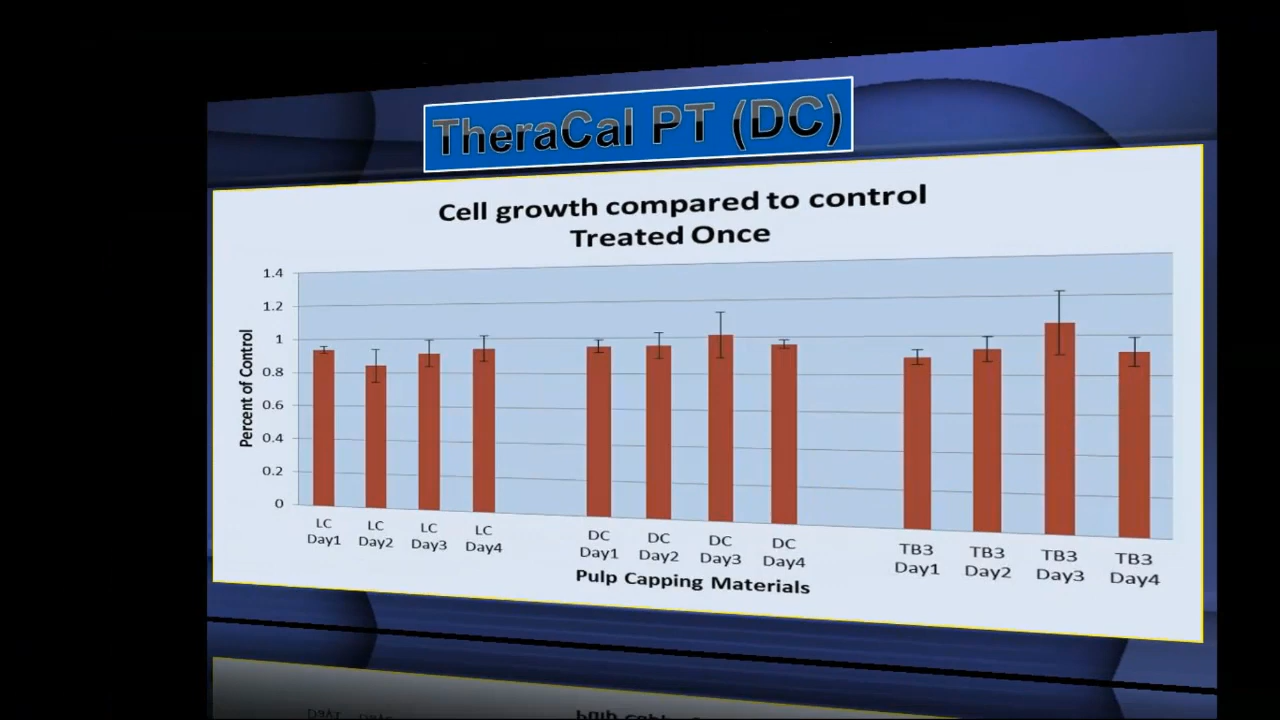 TheraCal PT (DC)
Cell growth compared to control
Treated Once
1.4
1.2
1
0.8
0.6
0.4
0.2
0
Percent of Control
LC Day1
LC Day2
LC Day3
LC Day4
DC Day1
DC Day2
DC Day3
DC Day4
TB3 Day1
TB3 Day2
TB3 Day3
TB3 Day4
Pulp Capping Materials